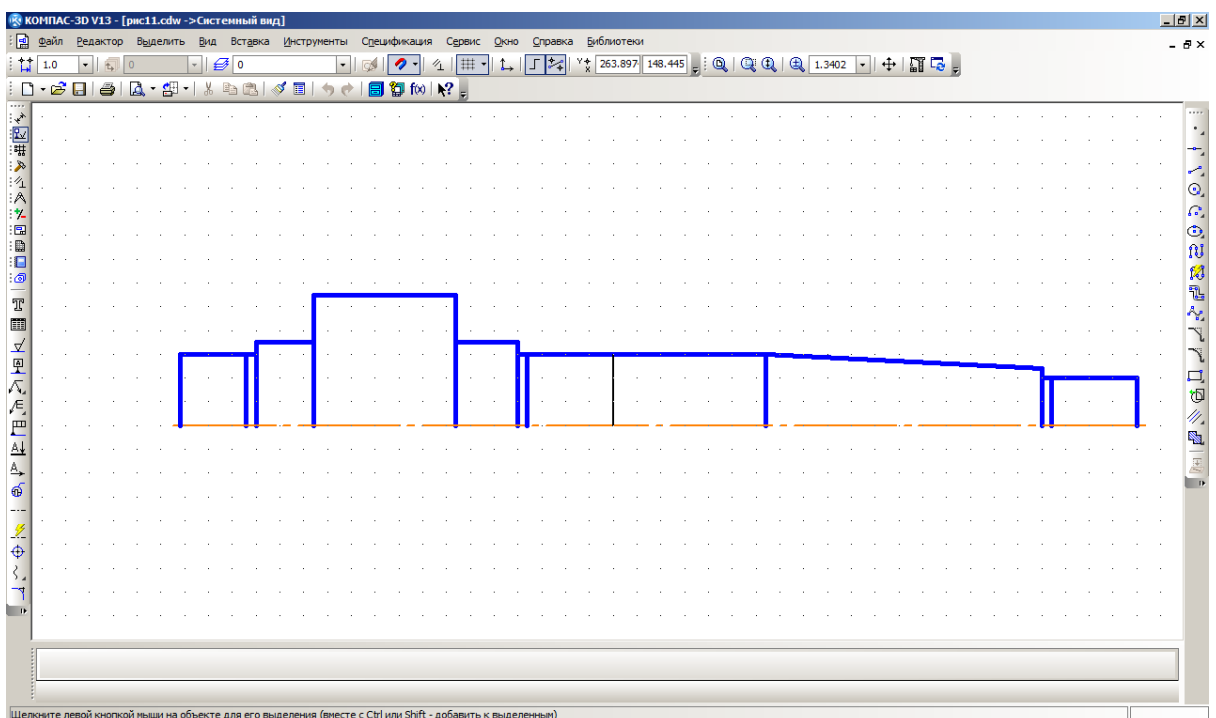 КОМПАС-3D V13 - [рис11.cdw ->Системный вид]
Файл Редактор Выделить Вид Вставка Инструменты Спецификация Сервис Окно Справка Библиотеки
1.0 0 0 263.897 148.445 1.3402
f(x)
Щелкните левой кнопкой мыши на объекте для его выделения (вместе с Ctrl или Shift - добавить к выделенным)